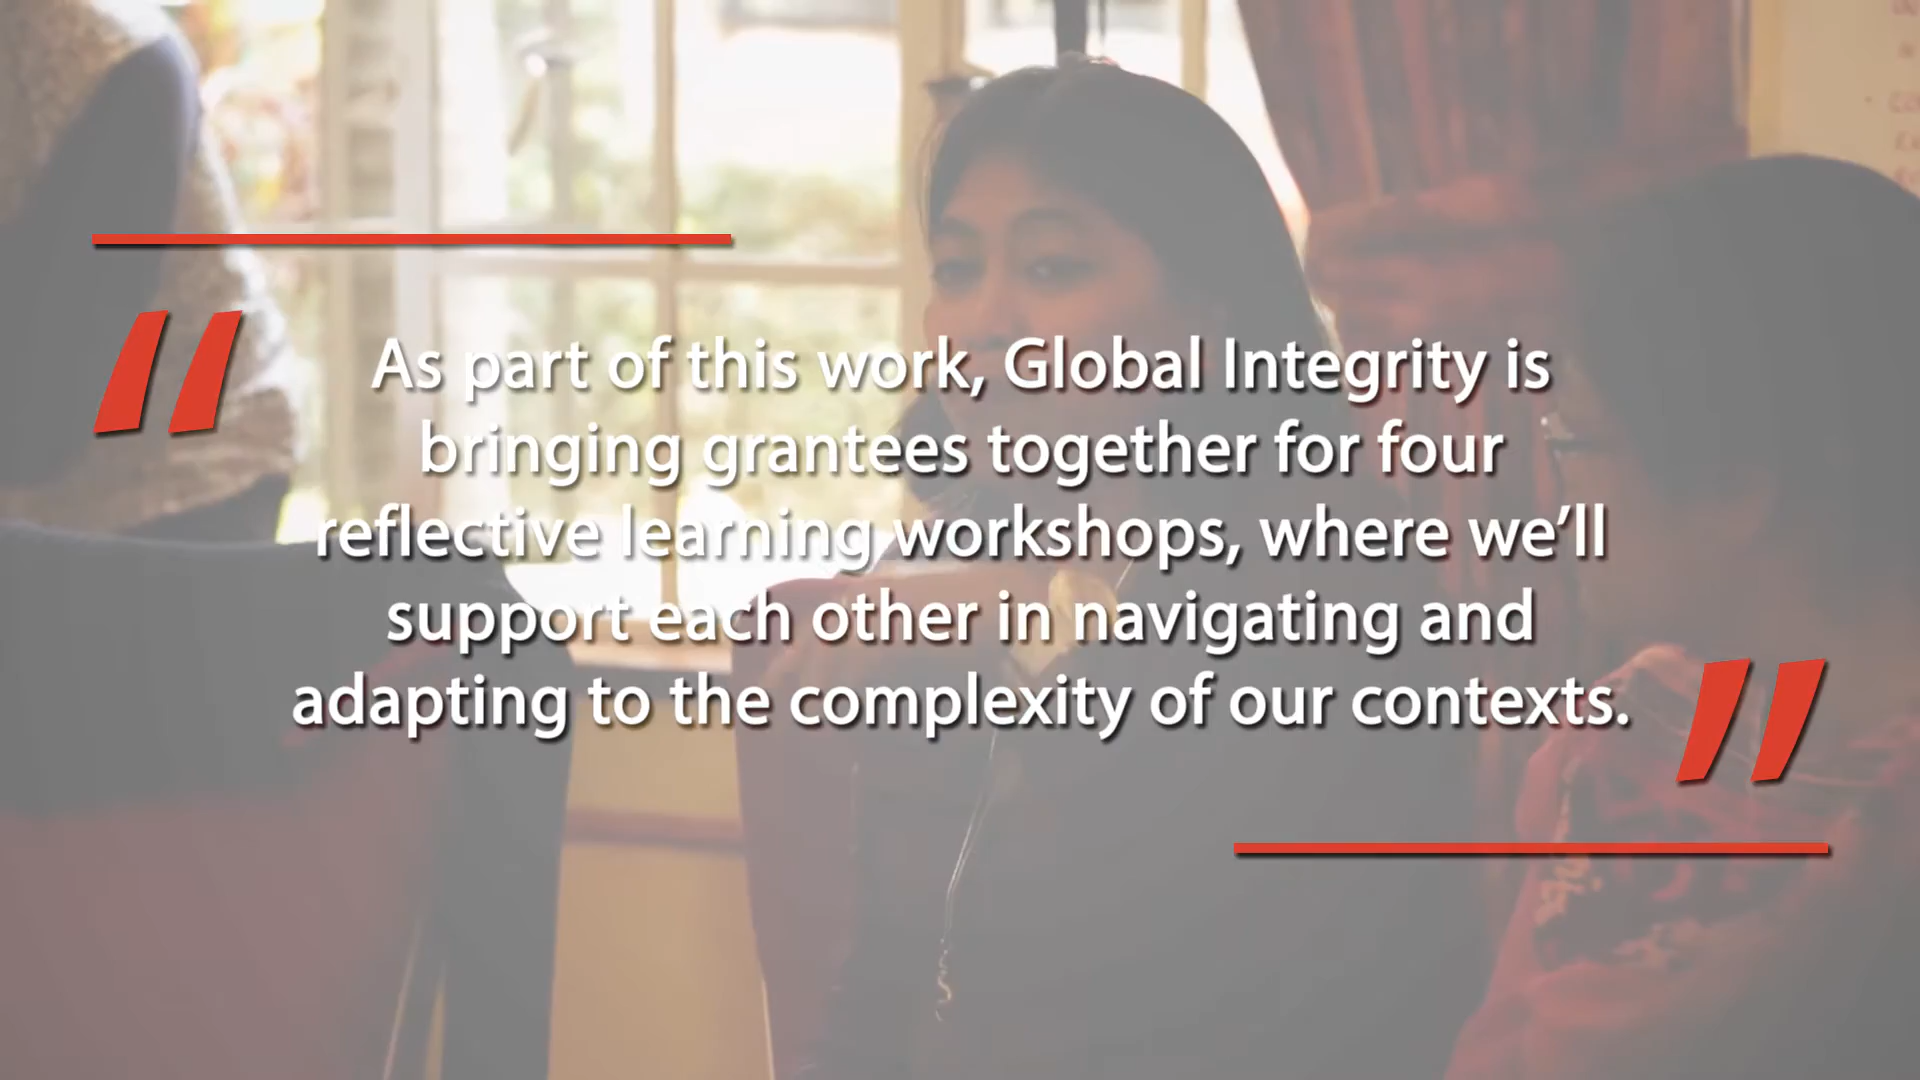 “
As part of this work, Global Integrity is
bringing grantees together for four
reflective learning workshops, where we’ll
support each other in navigating and
adapting to the complexity of our contexts.
”